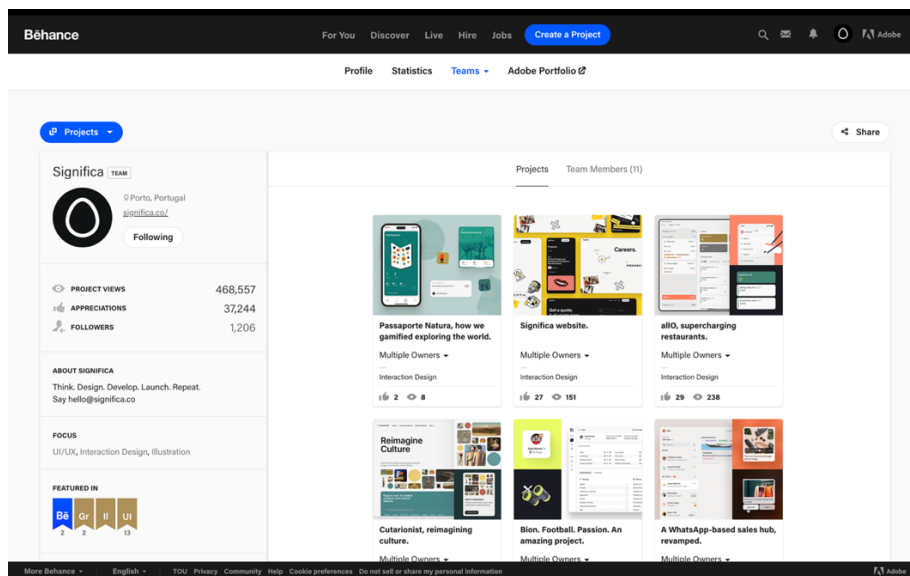 Bēhance
For You Discover Live Hire Jobs Create a Project
Adobe
Profile Statistics Teams Adobe Portfolio
Projects
Share
Significa TEAM
Porto, Portugal
significa.co/
Following
PROJECT VIEWS 468,557
APPRECIATIONS 37,244
FOLLOWERS 1,206
ABOUT SIGNIFICA
Think. Design. Develop. Launch. Repeat.
Say hello@significa.co
FOCUS
UI/UX, Interaction Design, Illustration
FEATURED IN
Bē Gr Il UI
2 2 13
Projects Team Members (11)
Careers.
Get a quote.
Passaporte Natura, how we
gamified exploring the world.
Multiple Owners
Interaction Design
2 8
Significa website.
Multiple Owners
Interaction Design
27 151
allO, supercharging
restaurants.
Multiple Owners
Interaction Design
29 238
Reimagine
Culture
Cutarionist, reimagining
culture.
Multiple Owners
Bion. Football. Passion. An
amazing project.
Multiple Owners
A WhatsApp-based sales hub,
revamped.
Multiple Owners
More Behance English TOU Privacy Community Help Cookie preferences Do not sell or share my personal information Adobe